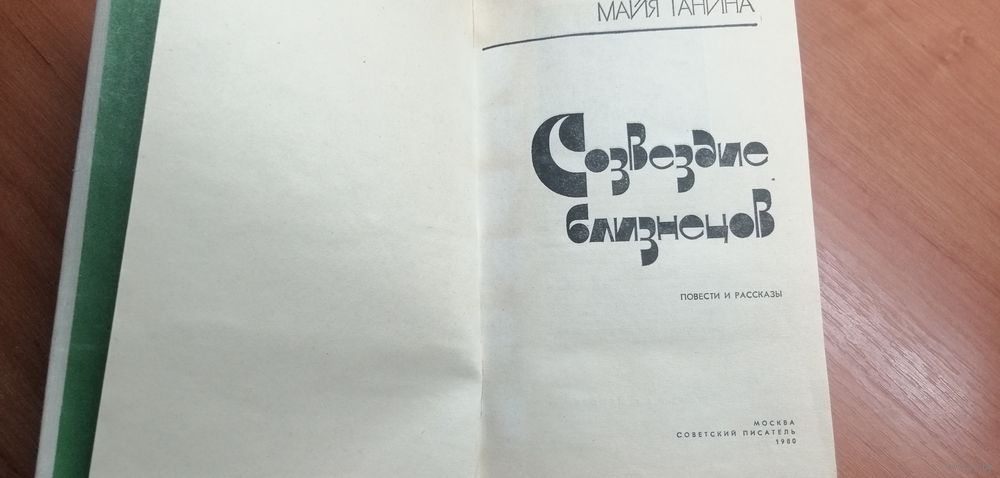 МАЙЯ ГАНИНА
Созвездие
близнецов
ПОВЕСТИ И РАССКАЗЫ
МОСКВА
СОВЕТСКИЙ ПИСАТЕЛЬ
1980